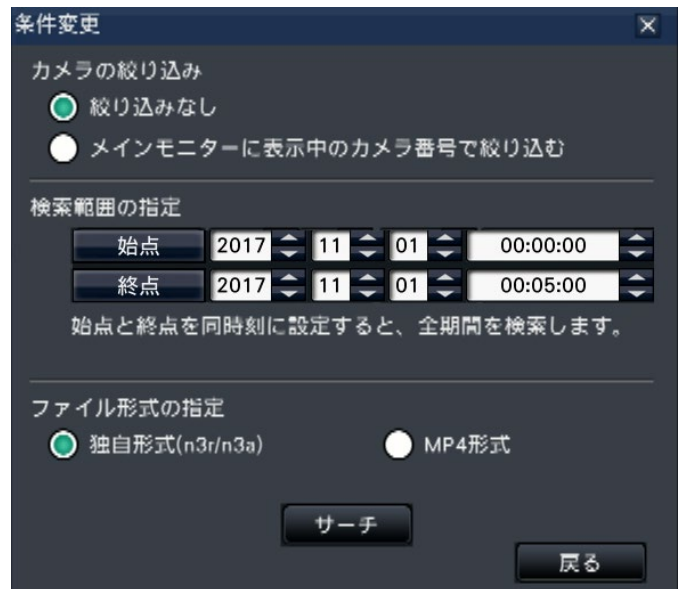 条件変更
カメラの絞り込み
絞り込みなし
メインモニターに表示中のカメラ番号で絞り込む
検索範囲の指定
始点 2017 11 01 00:00:00
終点 2017 11 01 00:05:00
始点と終点を同時刻に設定すると、全期間を検索します。
ファイル形式の指定
独自形式(n3r/n3a) MP4形式
サーチ
戻る